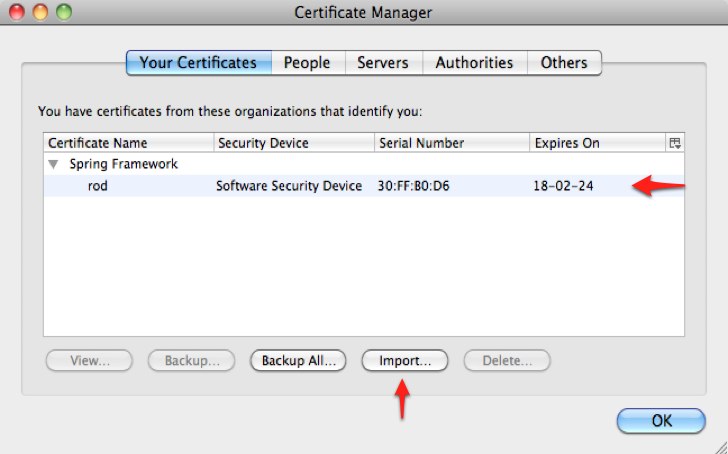 Certificate Manager
Your Certificates People Servers Authorities Others
You have certificates from these organizations that identify you:
Certificate Name Security Device Serial Number Expires On
Spring Framework
rod Software Security Device 30:FF:B0:D6 18-02-24
View... Backup... Backup All... Import... Delete...
OK